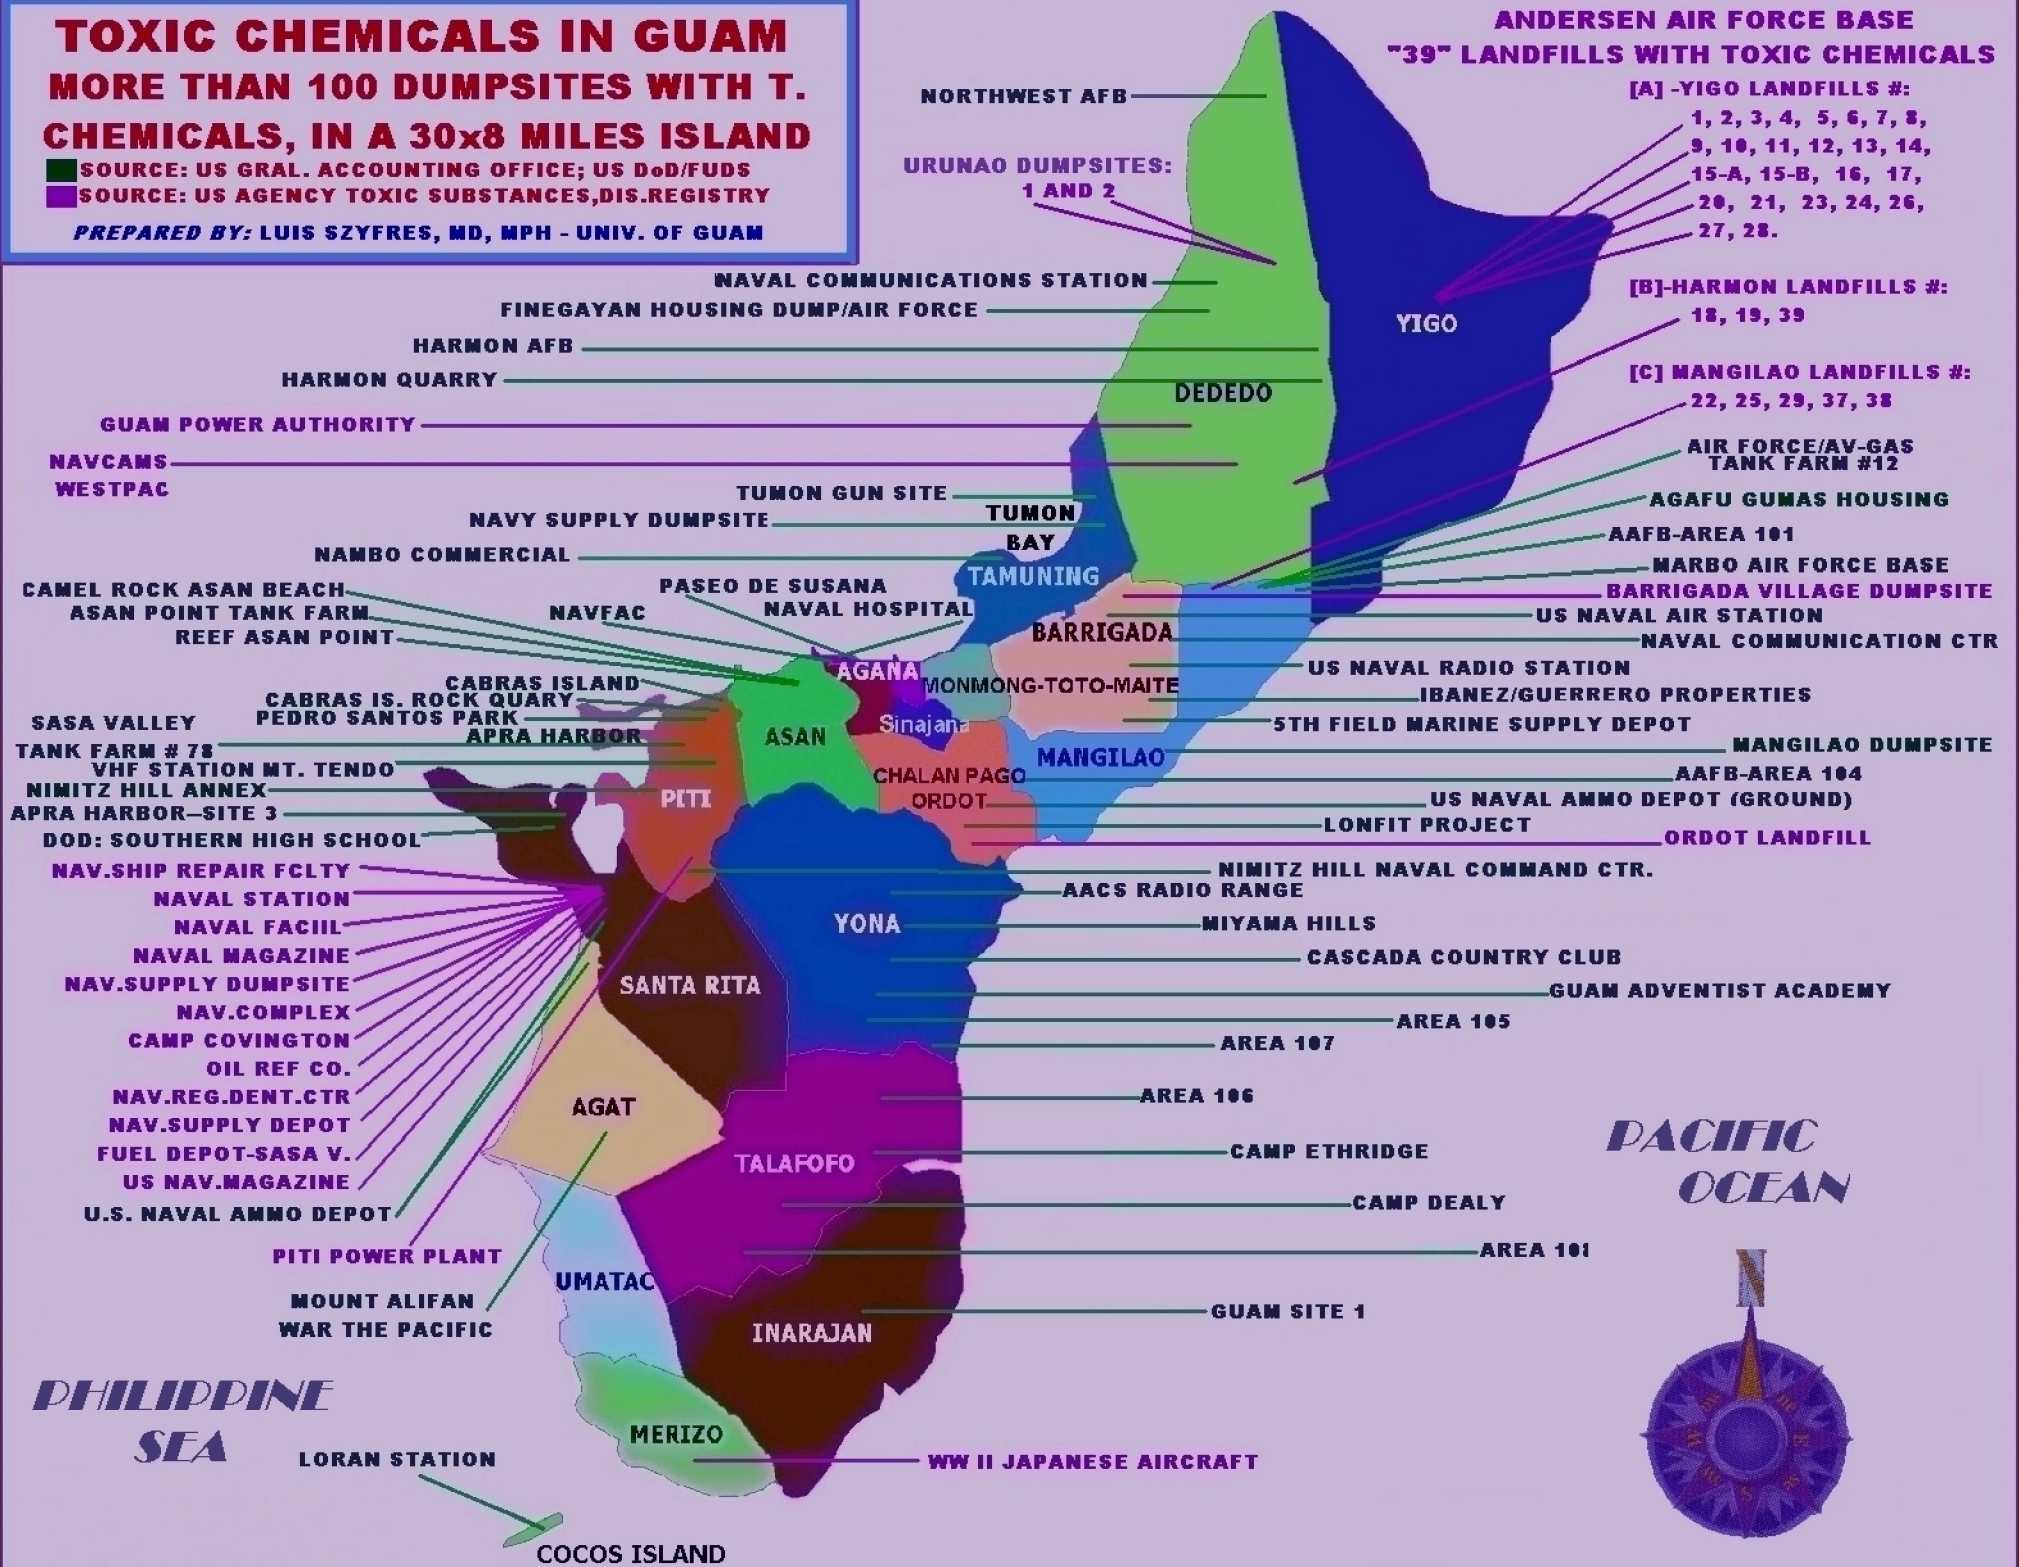 TOXIC CHEMICALS IN GUAM
MORE THAN 100 DUMPSITES WITH T.
CHEMICALS, IN A 30x8 MILES ISLAND
SOURCE: US GRAL. ACCOUNTING OFFICE; US DoD/FUDS
SOURCE: US AGENCY TOXIC SUBSTANCES,DIS.REGISTRY
PREPARED BY: LUIS SZYFRES, MD, MPH - UNIV. OF GUAM
ANDERSEN AIR FORCE BASE
"39" LANDFILLS WITH TOXIC CHEMICALS
[A] -YIGO LANDFILLS #:
1, 2, 3, 4, 5, 6, 7, 8,
9, 10, 11, 12, 13, 14,
15-A, 15-B, 16, 17,
20, 21, 23, 24, 26,
27, 28.
[B]-HARMON LANDFILLS #:
18, 19, 39
[C] MANGILAO LANDFILLS #:
22, 25, 29, 37, 38
NORTHWEST AFB
URUNAO DUMPSITES:
1 AND 2
NAVAL COMMUNICATIONS STATION
FINEGAYAN HOUSING DUMP/AIR FORCE
HARMON AFB
HARMON QUARRY
GUAM POWER AUTHORITY
NAVCAMS
WESTPAC
TUMON GUN SITE
NAVY SUPPLY DUMPSITE
NAMBO COMMERCIAL
CAMEL ROCK ASAN BEACH
ASAN POINT TANK FARM
REEF ASAN POINT
PASEO DE SUSANA
NAVFAC
NAVAL HOSPITAL
CABRAS ISLAND
CABRAS IS. ROCK QUARY
PEDRO SANTOS PARK
SASA VALLEY
APRA HARBOR
TANK FARM # 78
VHF STATION MT. TENDO
NIMITZ HILL ANNEX
APRA HARBOR—SITE 3
DOD: SOUTHERN HIGH SCHOOL
NAV.SHIP REPAIR FCLTY
NAVAL STATION
NAVAL FACIIL
NAVAL MAGAZINE
NAV.SUPPLY DUMPSITE
NAV.COMPLEX
CAMP COVINGTON
OIL REF CO.
NAV.REG.DENT.CTR
NAV.SUPPLY DEPOT
FUEL DEPOT-SASA V.
US NAV.MAGAZINE
U.S. NAVAL AMMO DEPOT
PITI POWER PLANT
MOUNT ALIFAN
WAR THE PACIFIC
PHILIPPINE
SEA
LORAN STATION
COCOS ISLAND
YIGO
DEDEDO
TUMON
BAY
TAMUNING
BARRIGADA
AGANA
MONMONG-TOTO-MAITE
Sinajana
ASAN
MANGILAO
CHALAN PAGO
ORDOT
PITI
YONA
SANTA RITA
AGAT
TALAFOFO
UMATAC
INARAJAN
MERIZO
AIR FORCE/AV-GAS
TANK FARM #12
AGAFU GUMAS HOUSING
AAFB-AREA 101
MARBO AIR FORCE BASE
BARRIGADA VILLAGE DUMPSITE
US NAVAL AIR STATION
NAVAL COMMUNICATION CTR
US NAVAL RADIO STATION
IBANEZ/GUERRERO PROPERTIES
5TH FIELD MARINE SUPPLY DEPOT
MANGILAO DUMPSITE
AAFB-AREA 104
US NAVAL AMMO DEPOT (GROUND)
LONFIT PROJECT
ORDOT LANDFILL
NIMITZ HILL NAVAL COMMAND CTR.
AACS RADIO RANGE
MIYAMA HILLS
CASCADA COUNTRY CLUB
GUAM ADVENTIST ACADEMY
AREA 105
AREA 107
AREA 106
CAMP ETHRIDGE
CAMP DEALY
AREA
GUAM SITE 1
WW II JAPANESE AIRCRAFT
PACIFIC
OCEAN
N
W
E
S